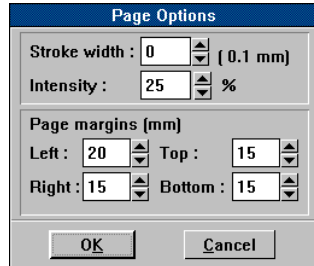 Page Options
Stroke width : 0 ( 0.1 mm)
Intensity : 25 %
Page margins (mm)
Left : 20 Top : 15
Right : 15 Bottom : 15
OK Cancel